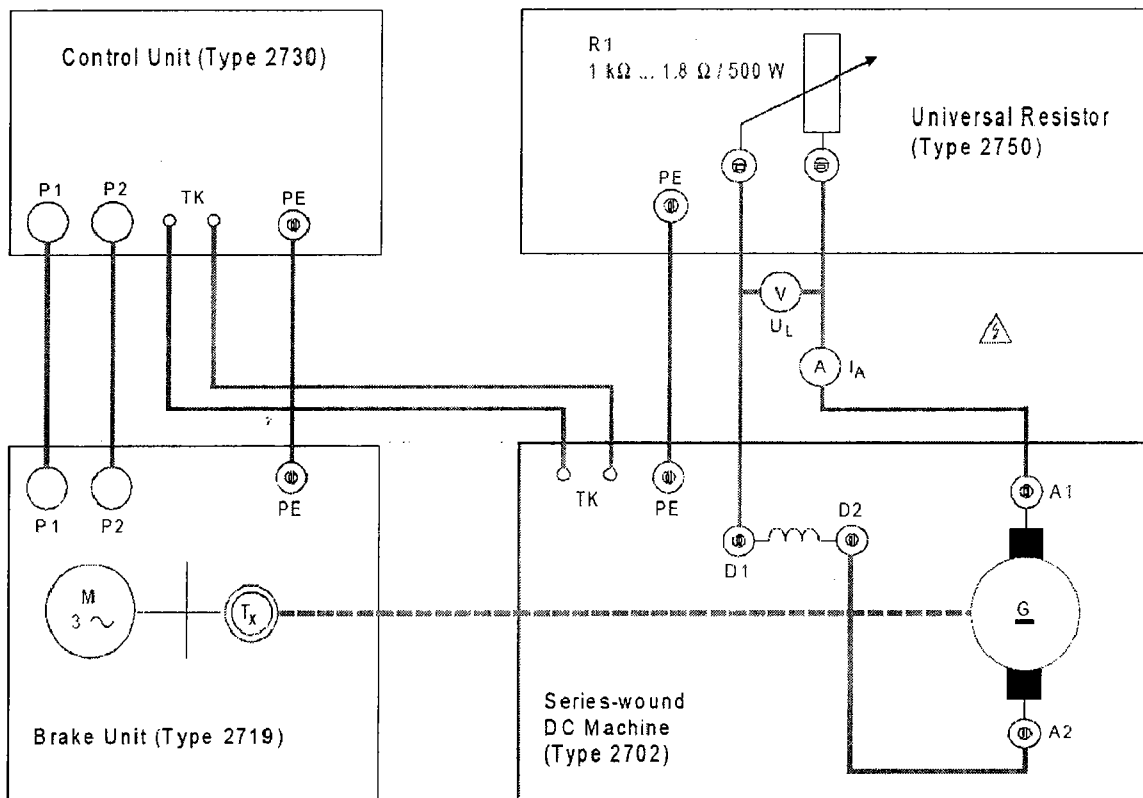 Control Unit (Type 2730)
P1
P2
TK
PE
R1
1 kΩ ... 1.8 Ω / 500 W
Universal Resistor
(Type 2750)
PE
V
U_L
A
I_A
P1
P2
PE
M
3 ~
T_x
Brake Unit (Type 2719)
TK
PE
D1
D2
A1
G
A2
Series-wound
DC Machine
(Type 2702)